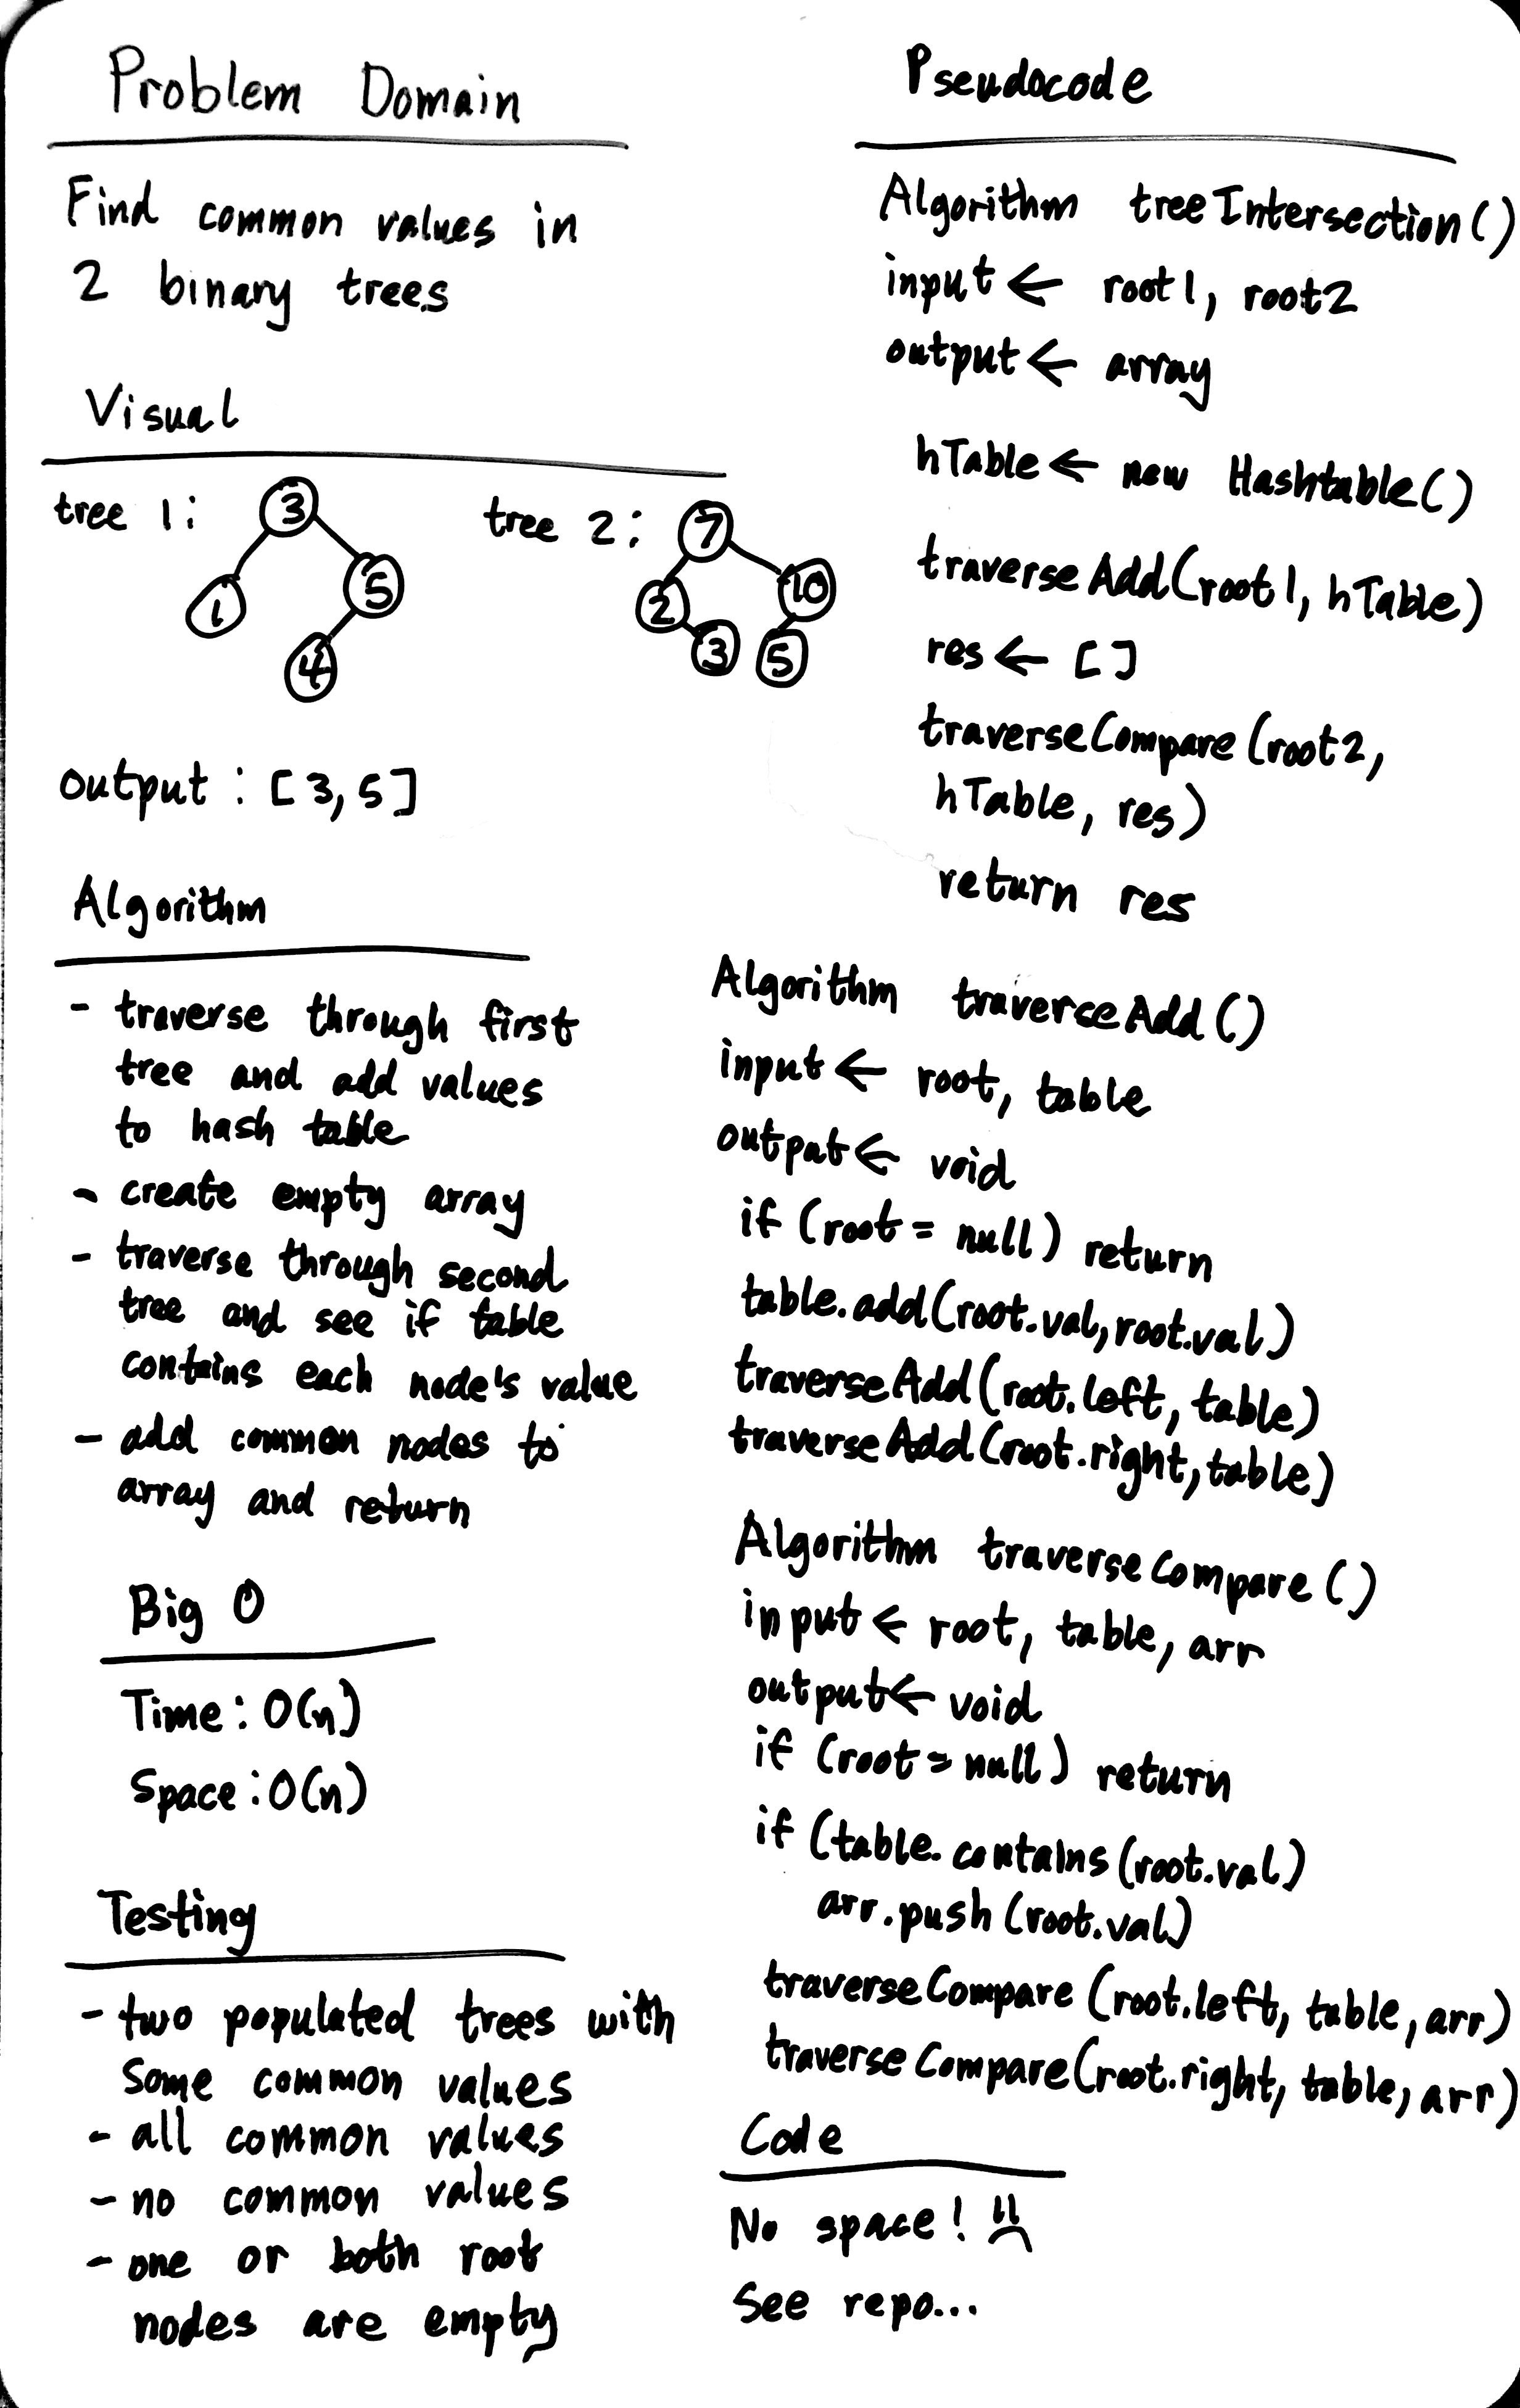 Problem Domain
Find common values in
2 binary trees
Visual
tree 1:
3
1
5
4
tree 2:
7
2
10
3
5
output : [3,5]
Algorithm
- traverse through first
tree and add values
to hash table
- create empty array
- traverse through second
tree and see if table
contains each node's value
- add common nodes to
array and return
Big O
Time: O(n)
Space: O(n)
Testing
- two populated trees with
some common values
- all common values
- no common values
- one or both root
nodes are empty
Pseudocode
Algorithm treeIntersection()
input ← root1, root2
output ← array
hTable ← new Hashtable()
traverseAdd(root1, hTable)
res ← []
traverseCompare(root2,
hTable, res)
return res
Algorithm traverseAdd()
input ← root, table
output ← void
if (root = null) return
table.add(root.val, root.val)
traverseAdd(root.left, table)
traverseAdd(root.right, table)
Algorithm traverseCompare()
input ← root, table, arr
output ← void
if (root = null) return
if (table.contains(root.val)
arr.push(root.val)
traverseCompare(root.left, table, arr)
traverseCompare(root.right, table, arr)
Code
No space!
See repo...